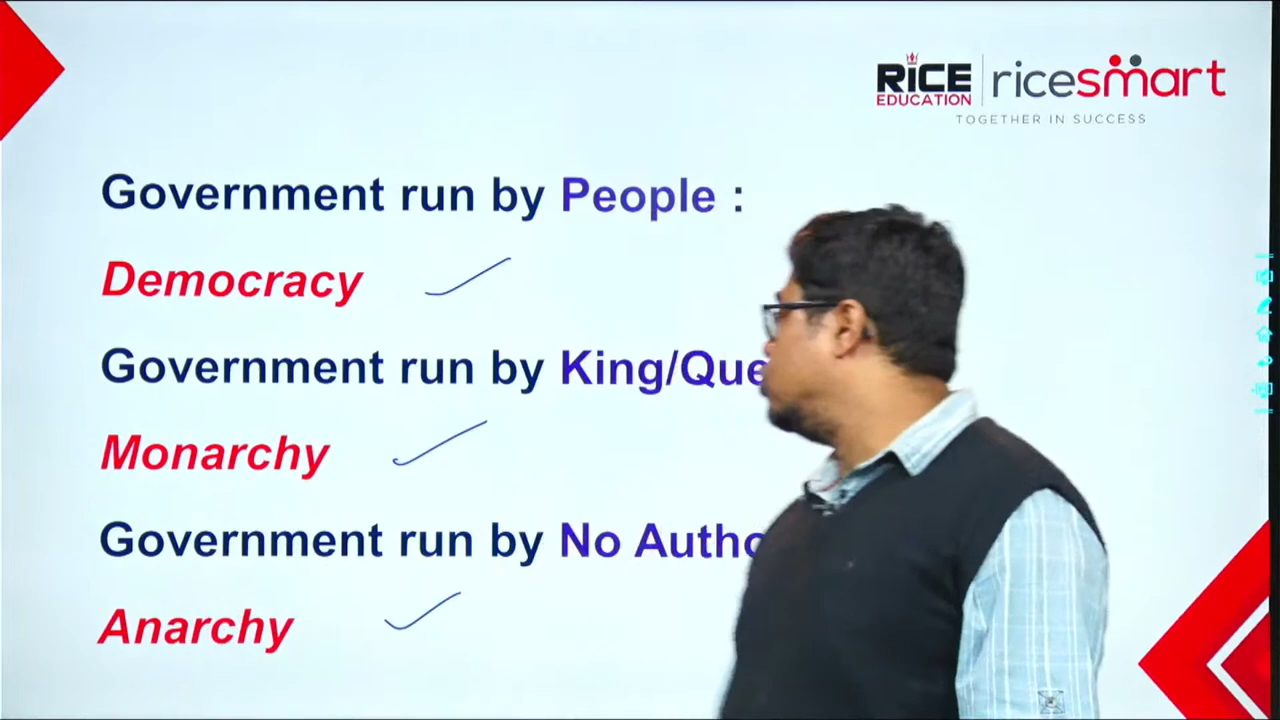 RICE
EDUCATION
ricesmart
TOGETHER IN SUCCESS
Government run by People :
Democracy
Government run by King/Que
Monarchy
Government run by No Autho
Anarchy